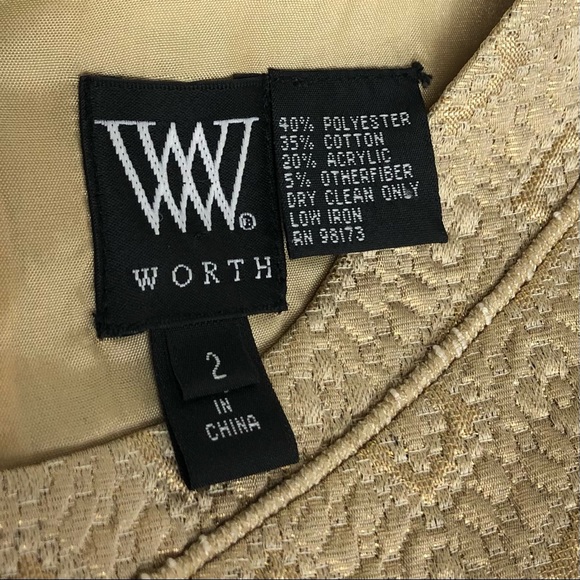 W
®
WORTH
40% POLYESTER
35% COTTON
20% ACRYLIC
5% OTHERFIBER
DRY CLEAN ONLY
LOW IRON
RN 98173
2
IN
CHINA